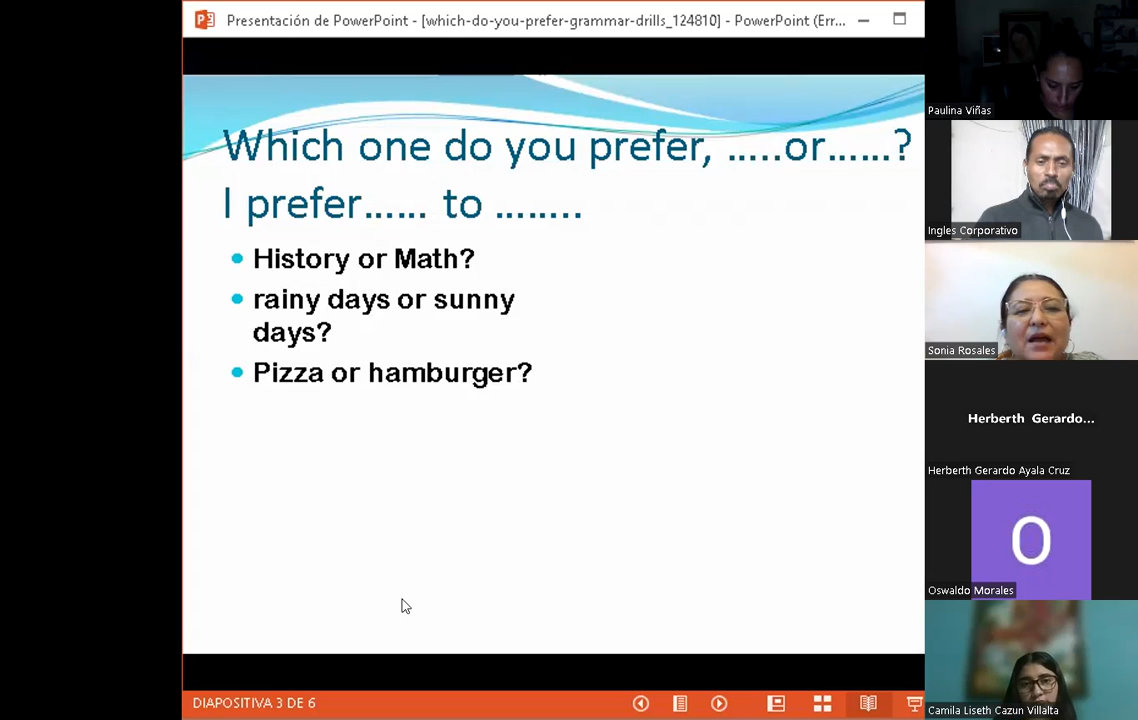 Presentación de PowerPoint - [which-do-you-prefer-grammar-drills_124810] - PowerPoint (Err...
Which one do you prefer, .....or......?
I prefer...... to ........
History or Math?
rainy days or sunny
days?
Pizza or hamburger?
DIAPOSITIVA 3 DE 6
Paulina Viñas
Ingles Corporativo
Sonia Rosales
Herberth Gerardo...
Herberth Gerardo Ayala Cruz
O
Oswaldo Morales
Camila Liseth Cazun Villalta